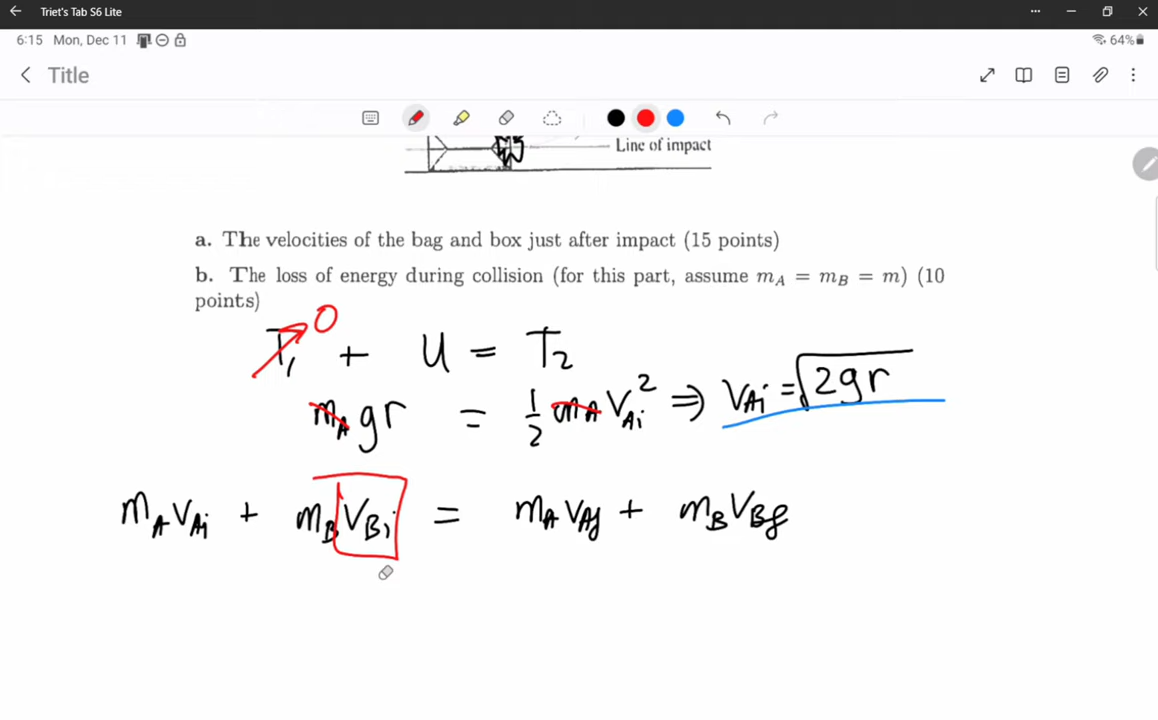 Triet's Tab S6 Lite
6:15 Mon, Dec 11 64%
Title
Line of impact
a. The velocities of the bag and box just after impact (15 points)
b. The loss of energy during collision (for this part, assume m_A = m_B = m) (10
points)
T₁ → 0 + U = T₂
m_A g r = 1/2 m_A V_Ai² ⇒ V_Ai = √(2gr)
m_A V_Ai + m_B V_Bi = m_A V_Af + m_B V_Bf